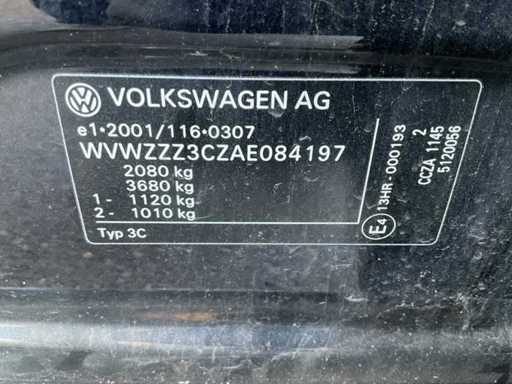 VOLKSWAGEN AG
e1*2001/116*0307
WVWZZZ3CZAE084197
2080 kg
3680 kg
1 - 1120 kg
2 - 1010 kg
Typ 3C
E4 13HR-000193
2
CCZA 1145
5120056